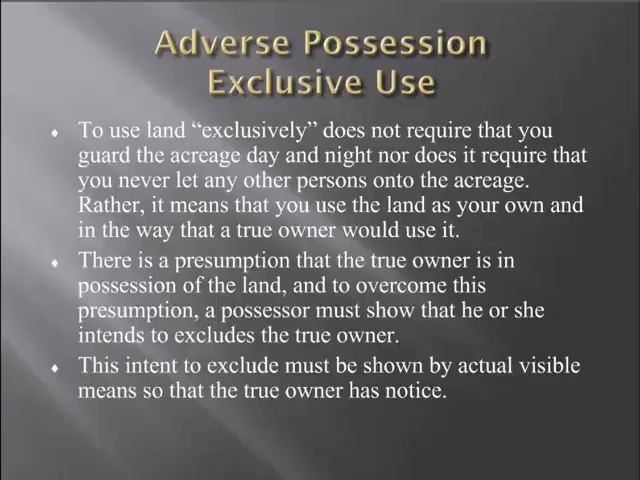 Adverse Possession
Exclusive Use
To use land “exclusively” does not require that you
guard the acreage day and night nor does it require that
you never let any other persons onto the acreage.
Rather, it means that you use the land as your own and
in the way that a true owner would use it.
There is a presumption that the true owner is in
possession of the land, and to overcome this
presumption, a possessor must show that he or she
intends to excludes the true owner.
This intent to exclude must be shown by actual visible
means so that the true owner has notice.